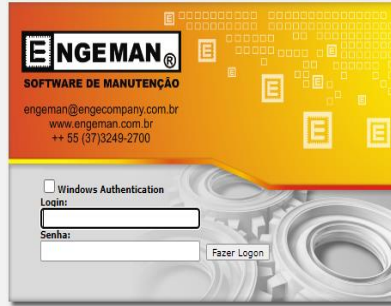 ENGEMAN®
SOFTWARE DE MANUTENÇÃO
engeman@engecompany.com.br
www.engeman.com.br
++ 55 (37)3249-2700
Windows Authentication
Login:
Senha:
Fazer Logon